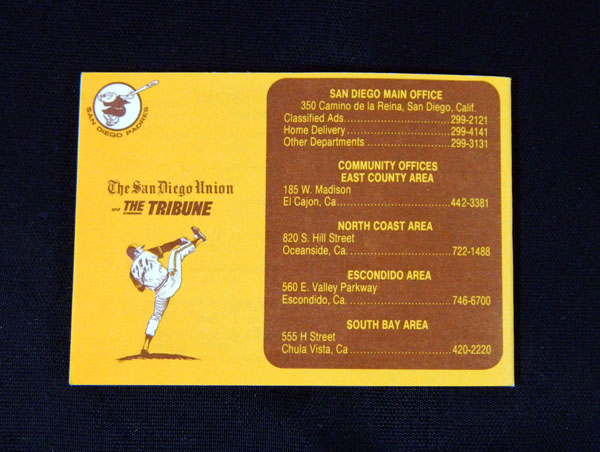 SAN DIEGO PADRES
The San Diego Union
and THE TRIBUNE
SAN DIEGO MAIN OFFICE
350 Camino de la Reina, San Diego, Calif.
Classified Ads..........................299-2121
Home Delivery..........................299-4141
Other Departments ..............299-3131
COMMUNITY OFFICES
EAST COUNTY AREA
185 W. Madison
El Cajon, Ca............................442-3381
NORTH COAST AREA
820 S. Hill Street
Oceanside, Ca. ......................722-1488
ESCONDIDO AREA
560 E. Valley Parkway
Escondido, Ca. ......................746-6700
SOUTH BAY AREA
555 H Street
Chula Vista, Ca ......................420-2220